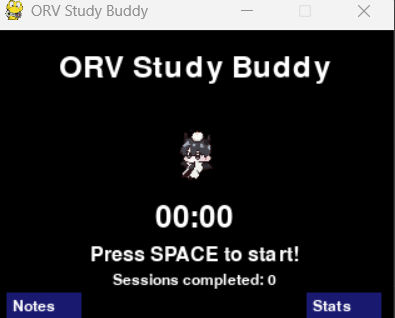 ORV Study Buddy
ORV Study Buddy
00:00
Press SPACE to start!
Sessions completed: 0
Notes
Stats